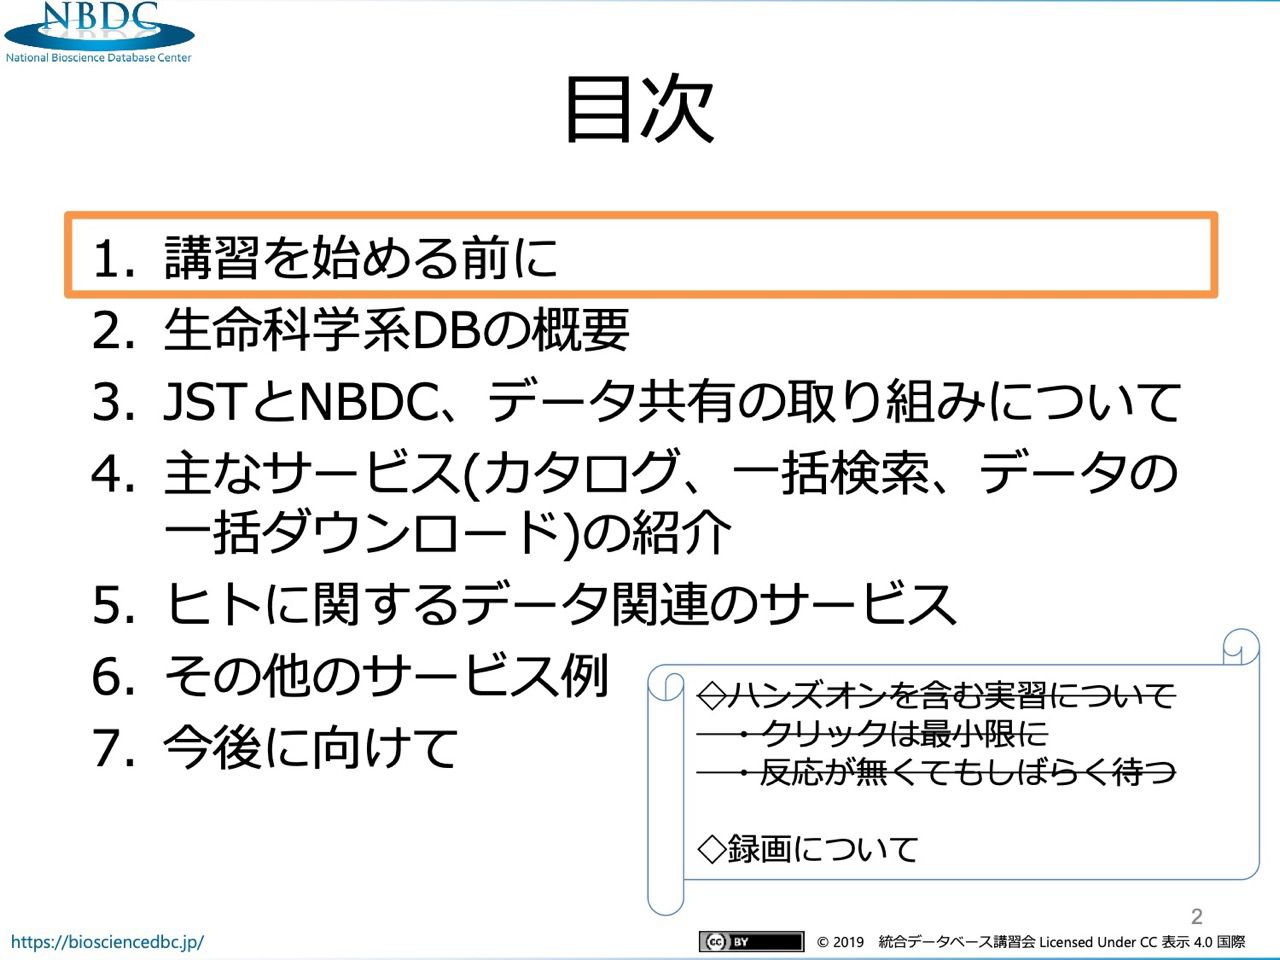 NBDC
National Bioscience Database Center
目次
1. 講習を始める前に
2. 生命科学系DBの概要
3. JSTとNBDC、データ共有の取り組みについて
4. 主なサービス(カタログ、一括検索、データの
一括ダウンロード)の紹介
5. ヒトに関するデータ関連のサービス
6. その他のサービス例
7. 今後に向けて
◇ハンズオンを含む実習について
・クリックは最小限に
・反応が無くてもしばらく待つ
◇録画について
2
https://biosciencedbc.jp/
cc BY © 2019 統合データベース講習会 Licensed Under CC 表示 4.0 国際